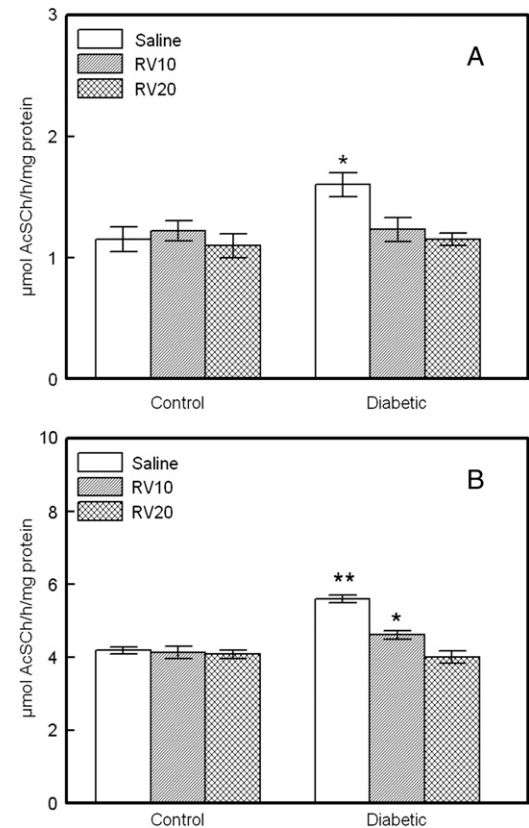 3
Saline
A
RV10
RV20
2
*
µmol AcSCh/h/mg protein
1
0
Control Diabetic
10
Saline
B
RV10
8
RV20
**
6
*
µmol AcSCh/h/mg protein
4
2
0
Control Diabetic